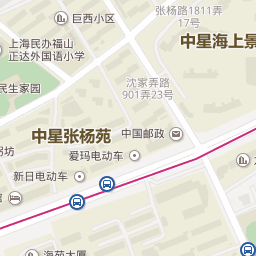 巨西小区
张杨路1811弄
17号
上海民办福山
正达外国语小学
中星海上景
民生家园
沈家弄路
901弄23号
中星张杨苑
中国邮政
弼坊
爱玛电动车
新日电动车
海苑大厦